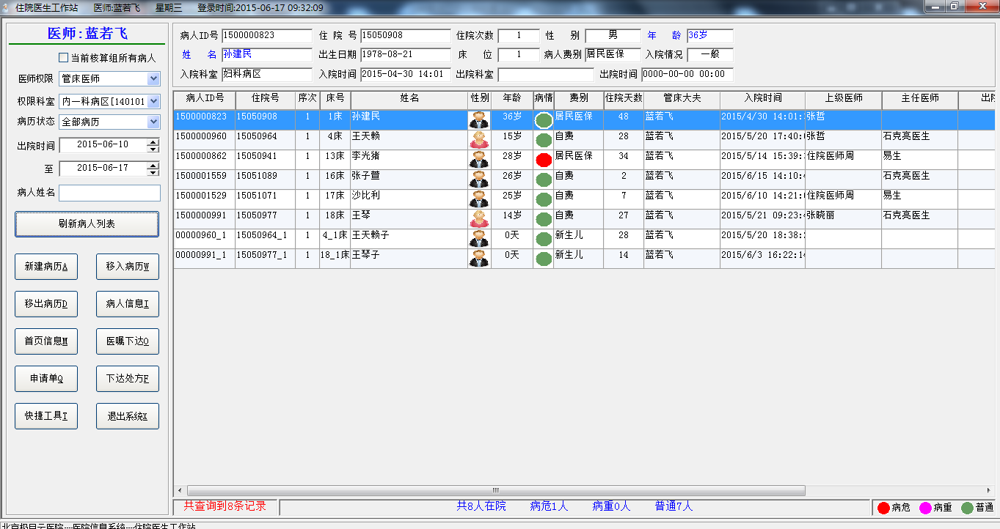 住院医生工作站 医师:蓝若飞 星期三 登录时间:2015-06-17 09:32:09
医师:蓝若飞
当前核算组所有病人
医师权限 管床医师
权限科室 内一科病区[140101
病历状态 全部病历
出院时间 2015-06-10
至 2015-06-17
病人姓名
刷新病人列表
新建病历A 移入病历W
移出病历D 病人信息I
首页信息M 医嘱下达O
申请单Q 下达处方F
快捷工具T 退出系统X
病人ID号 1500000823 住院号 15050908 住院次数 1 性别 男 年龄 36岁
姓名 孙建民 出生日期 1978-08-21 床位 1 病人费别 居民医保 入院情况 一般
入院科室 妇科病区 入院时间 2015-04-30 14:01 出院科室 出院时间 0000-00-00 00:00
病人ID号 住院号 序次 床号 姓名 性别 年龄 病情 费别 住院天数 管床大夫 入院时间 上级医师 主任医师 出院
1500000823 15050908 1 1床 孙建民 36岁 居民医保 48 蓝若飞 2015/4/30 14:01: 张哲
1500000960 15050964 1 4床 王天赖 15岁 自费 28 蓝若飞 2015/5/20 17:40: 张哲 石克亮医生
1500000862 15050941 1 13床 李光猪 28岁 居民医保 34 蓝若飞 2015/5/14 15:39: 住院医师周 易生
1500001559 15051089 1 16床 张子萱 26岁 自费 2 蓝若飞 2015/6/15 14:10: 石克亮医生
1500001529 15051071 1 17床 沙比利 25岁 自费 7 蓝若飞 2015/6/10 14:21: 住院医师周 易生
1500000991 15050977 1 18床 王琴 14岁 自费 27 蓝若飞 2015/5/21 09:23: 张晓丽 石克亮医生
00000960_1 15050964_1 1 4_1床 王天赖子 0天 新生儿 28 蓝若飞 2015/5/20 18:38:
00000991_1 15050977_1 1 18_1床 王琴子 0天 新生儿 14 蓝若飞 2015/6/3 16:22:14
共查询到8条记录 共8人在院 病危1人 病重0人 普通7人 病危 病重 普通
北京极目云医院---医院信息系统---住院医生工作站